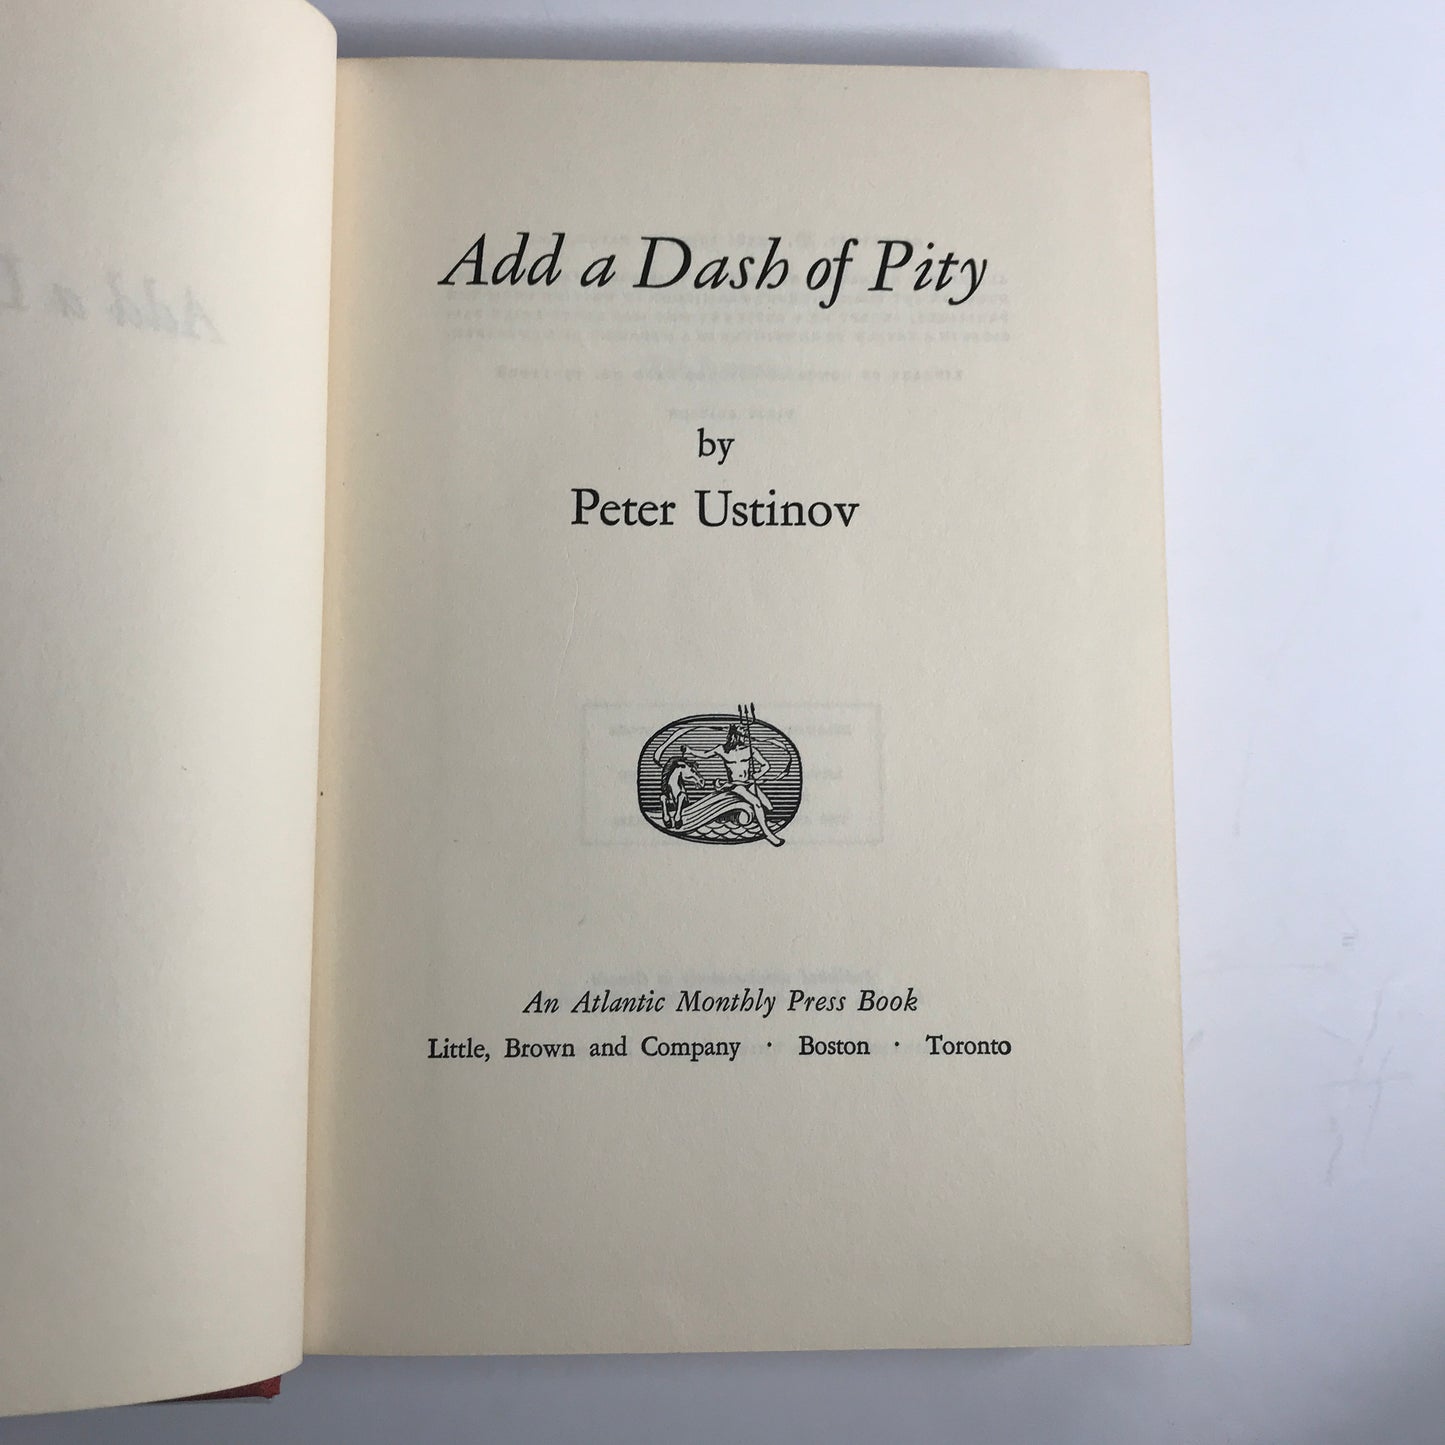 Add a Dash of Pity
by
Peter Ustinov
An Atlantic Monthly Press Book
Little, Brown and Company · Boston · Toronto